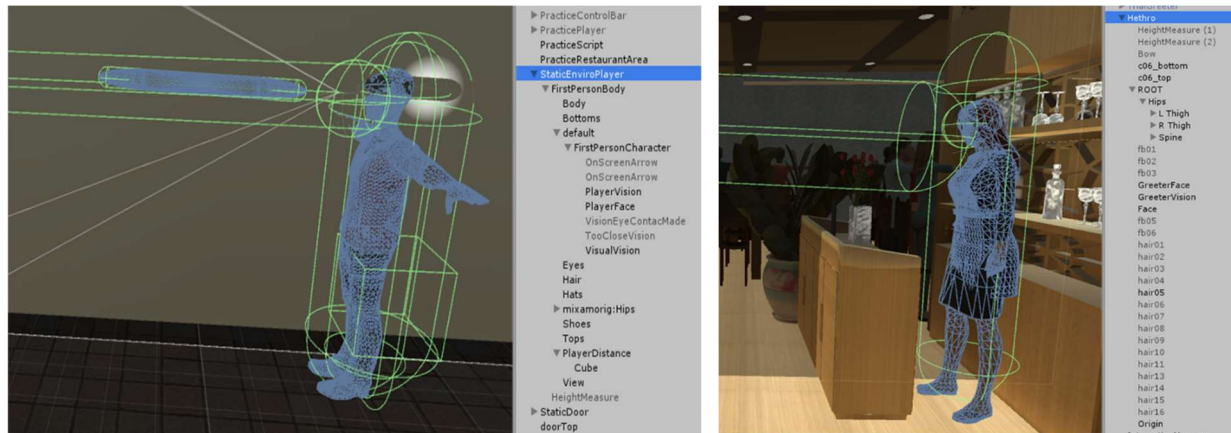 PracticeControlBar
PracticePlayer
PracticeScript
PracticeRestaurantArea
StaticEnviroPlayer
FirstPersonBody
Body
Bottoms
default
FirstPersonCharacter
OnScreenArrow
OnScreenArrow
PlayerVision
PlayerFace
VisionEyeContacMade
TooCloseVision
VisualVision
Eyes
Hair
Hats
mixamorig:Hips
Shoes
Tops
PlayerDistance
Cube
View
HeightMeasure
StaticDoor
doorTop
Hethro
HeightMeasure (1)
HeightMeasure (2)
Bow
c06_bottom
c06_top
ROOT
Hips
L Thigh
R Thigh
Spine
fb01
fb02
fb03
GreeterFace
GreeterVision
Face
fb05
fb06
hair01
hair02
hair03
hair04
hair05
hair06
hair07
hair08
hair09
hair10
hair11
hair13
hair14
hair15
hair16
Origin